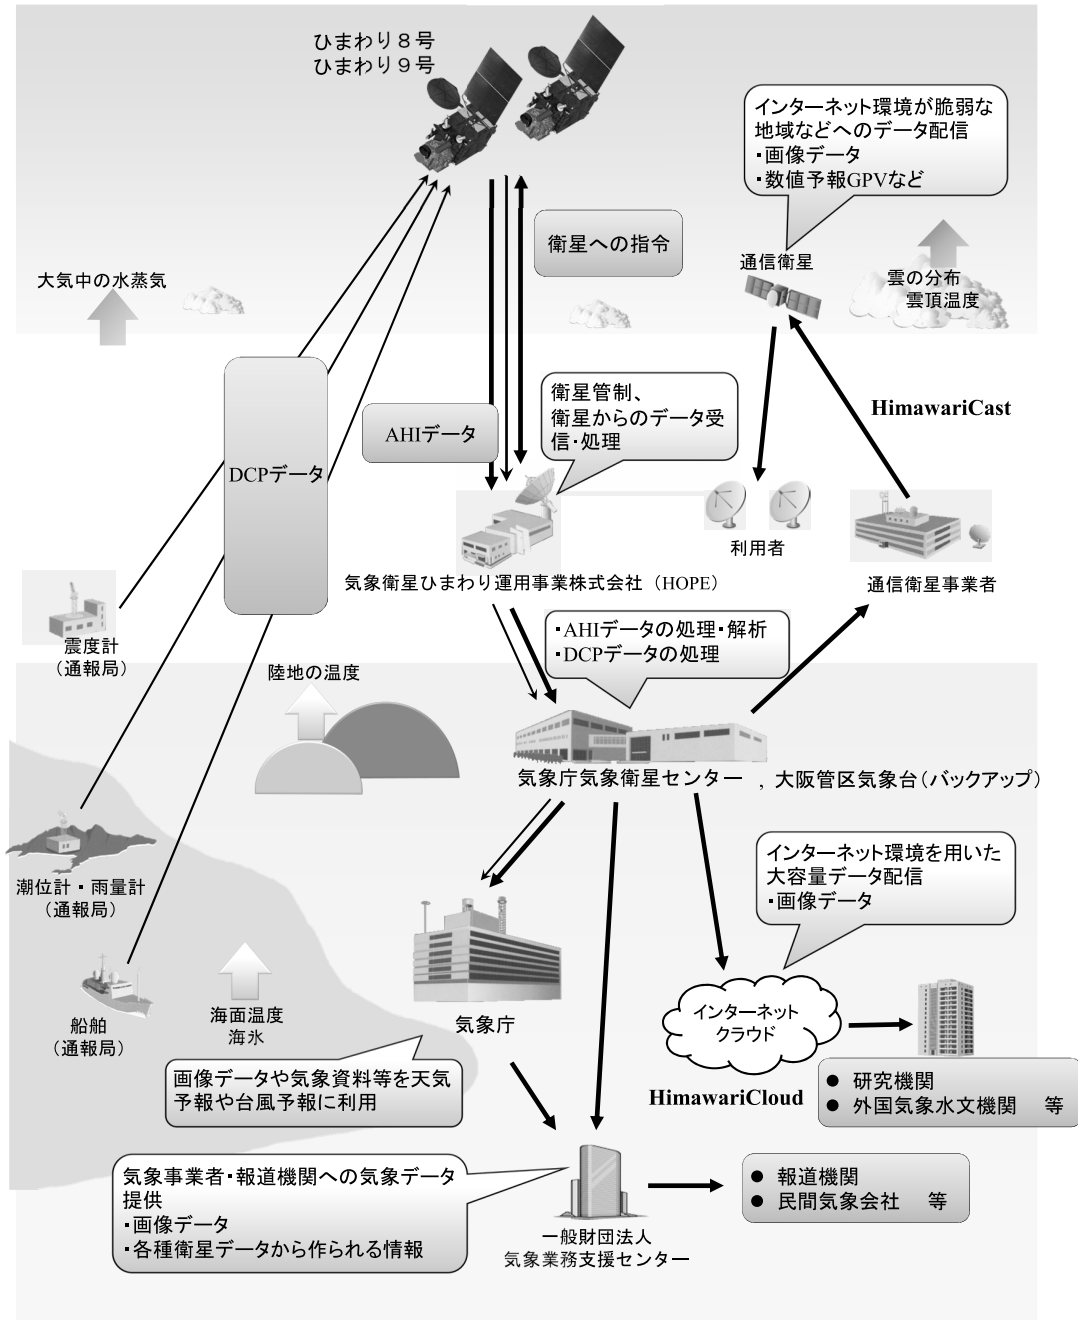 ひまわり８号
ひまわり９号
インターネット環境が脆弱な
地域などへのデータ配信
・画像データ
・数値予報GPVなど
衛星への指令
通信衛星
大気中の水蒸気
雲の分布
雲頂温度
衛星管制、
衛星からのデータ受
信・処理
HimawariCast
AHIデータ
DCPデータ
利用者
気象衛星ひまわり運用事業株式会社（HOPE）
通信衛星事業者
・AHIデータの処理・解析
・DCPデータの処理
震度計
（通報局）
陸地の温度
気象庁気象衛星センター ，大阪管区気象台（バックアップ）
インターネット環境を用いた
大容量データ配信
・画像データ
潮位計・雨量計
（通報局）
海面温度
海氷
気象庁
インターネット
クラウド
船舶
（通報局）
画像データや気象資料等を天気
予報や台風予報に利用
HimawariCloud
● 研究機関
● 外国気象水文機関 等
気象事業者・報道機関への気象データ
提供
・画像データ
・各種衛星データから作られる情報
● 報道機関
● 民間気象会社 等
一般財団法人
気象業務支援センター